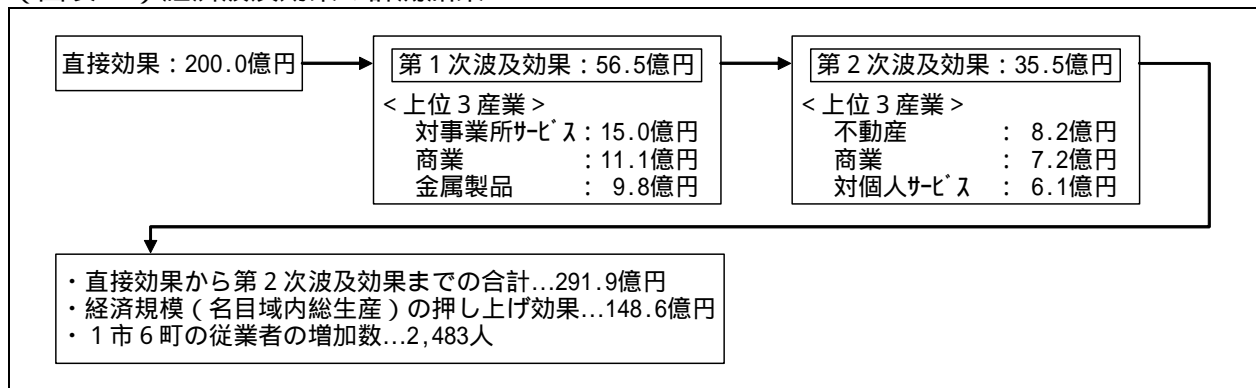 直接効果：200.0億円
第１次波及効果：56.5億円
＜上位３産業＞
対事業所ｻｰﾋﾞｽ：15.0億円
商業　　　　　：11.1億円
金属製品　　　： 9.8億円
第２次波及効果：35.5億円
＜上位３産業＞
不動産　　　　： 8.2億円
商業　　　　　： 7.2億円
対個人ｻｰﾋﾞｽ　： 6.1億円
・直接効果から第２次波及効果までの合計…291.9億円
・経済規模（名目域内総生産）の押し上げ効果…148.6億円
・１市６町の従業者の増加数…2,483人